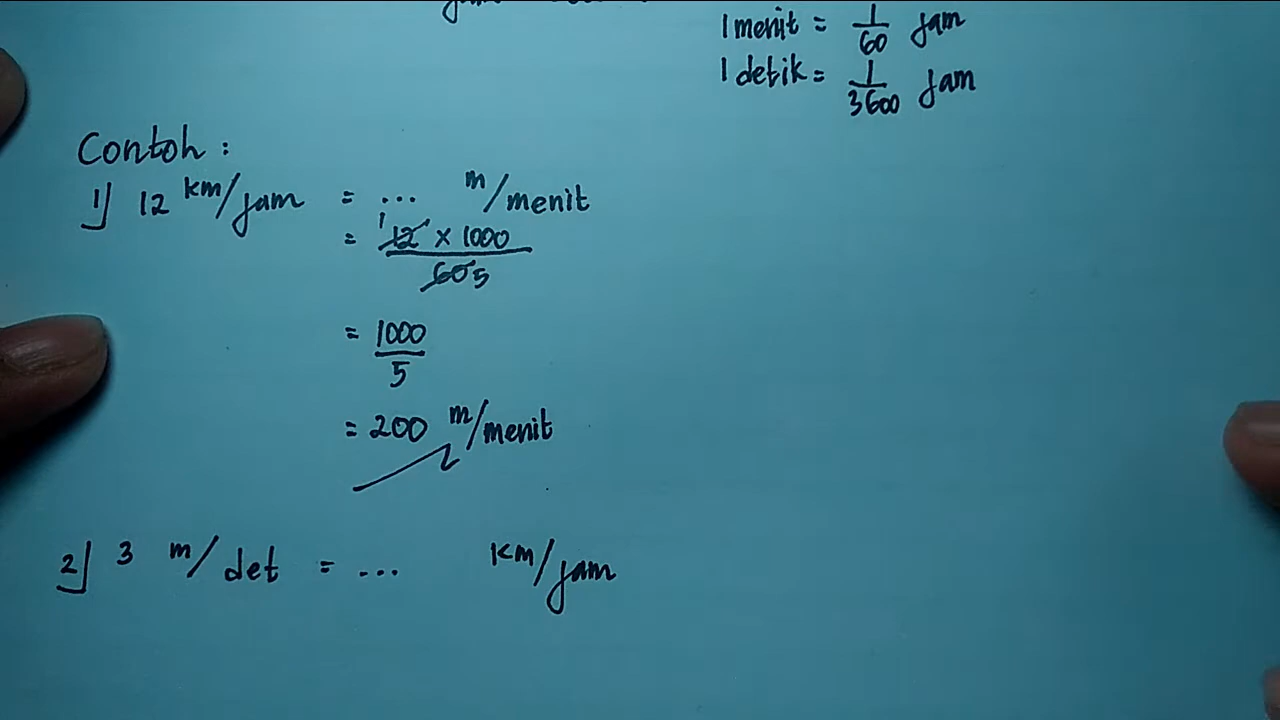 1 menit = 1/60 jam
1 detik = 1/3600 jam
Contoh :
1) 12 km/jam = ... m/menit
= 1 12 x 1000 / 60 5
= 1000/5
= 200 m/menit
2) 3 m/det = ... km/jam